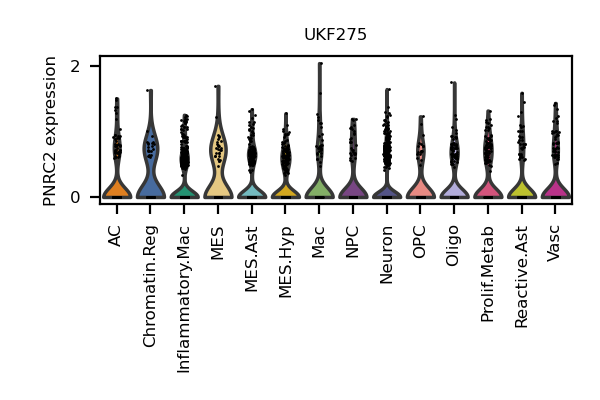 UKF275
PNRC2 expression
2
0
AC
Chromatin.Reg
Inflammatory.Mac
MES
MES.Ast
MES.Hyp
Mac
NPC
Neuron
OPC
Oligo
Prolif.Metab
Reactive.Ast
Vasc